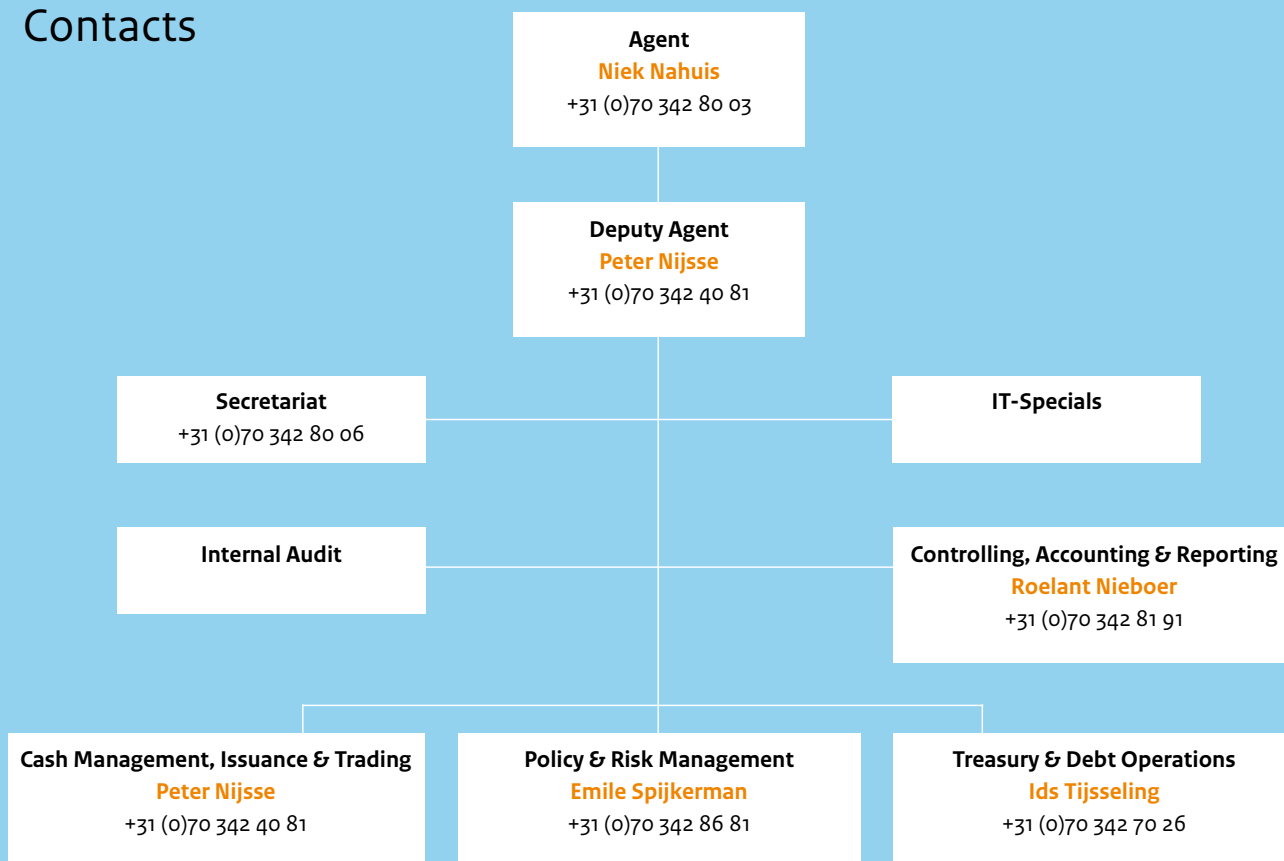 Contacts
Agent
Niek Nahuis
+31 (0)70 342 80 03
Deputy Agent
Peter Nijsse
+31 (0)70 342 40 81
Secretariat
+31 (0)70 342 80 06
IT-Specials
Internal Audit
Controlling, Accounting & Reporting
Roelant Nieboer
+31 (0)70 342 81 91
Cash Management, Issuance & Trading
Peter Nijsse
+31 (0)70 342 40 81
Policy & Risk Management
Emile Spijkerman
+31 (0)70 342 86 81
Treasury & Debt Operations
Ids Tijsseling
+31 (0)70 342 70 26